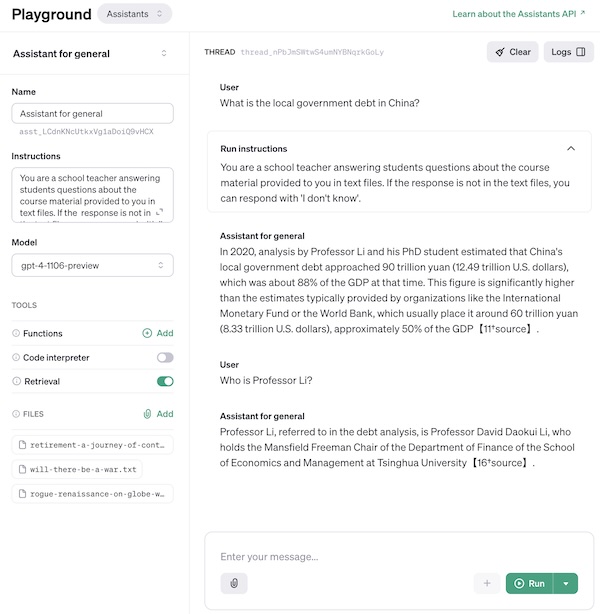 Playground Assistants
Learn about the Assistants API ↗
Assistant for general
THREAD thread_nPbJmSWtwS4umNYBNqrkGoLy
Clear
Logs
Name
Assistant for general
asst_LCdnKNcUtkxVglaDoiQ9vHCX
Instructions
You are a school teacher answering
students questions about the
course material provided to you in
text files. If the response is not in
Model
gpt-4-1106-preview
TOOLS
Functions
Add
Code interpreter
Retrieval
FILES
Add
retirement-a-journey-of-cont…
will-there-be-a-war.txt
rogue-renaissance-on-globe-w…
User
What is the local government debt in China?
Run instructions
You are a school teacher answering students questions about the course
material provided to you in text files. If the response is not in the text files, you
can respond with 'I don't know'.
Assistant for general
In 2020, analysis by Professor Li and his PhD student estimated that China's
local government debt approached 90 trillion yuan (12.49 trillion U.S. dollars),
which was about 88% of the GDP at that time. This figure is significantly higher
than the estimates typically provided by organizations like the International
Monetary Fund or the World Bank, which usually place it around 60 trillion yuan
(8.33 trillion U.S. dollars), approximately 50% of the GDP【11†source】.
User
Who is Professor Li?
Assistant for general
Professor Li, referred to in the debt analysis, is Professor David Daokui Li, who
holds the Mansfield Freeman Chair of the Department of Finance of the School
of Economics and Management at Tsinghua University【16†source】.
Enter your message...
Run